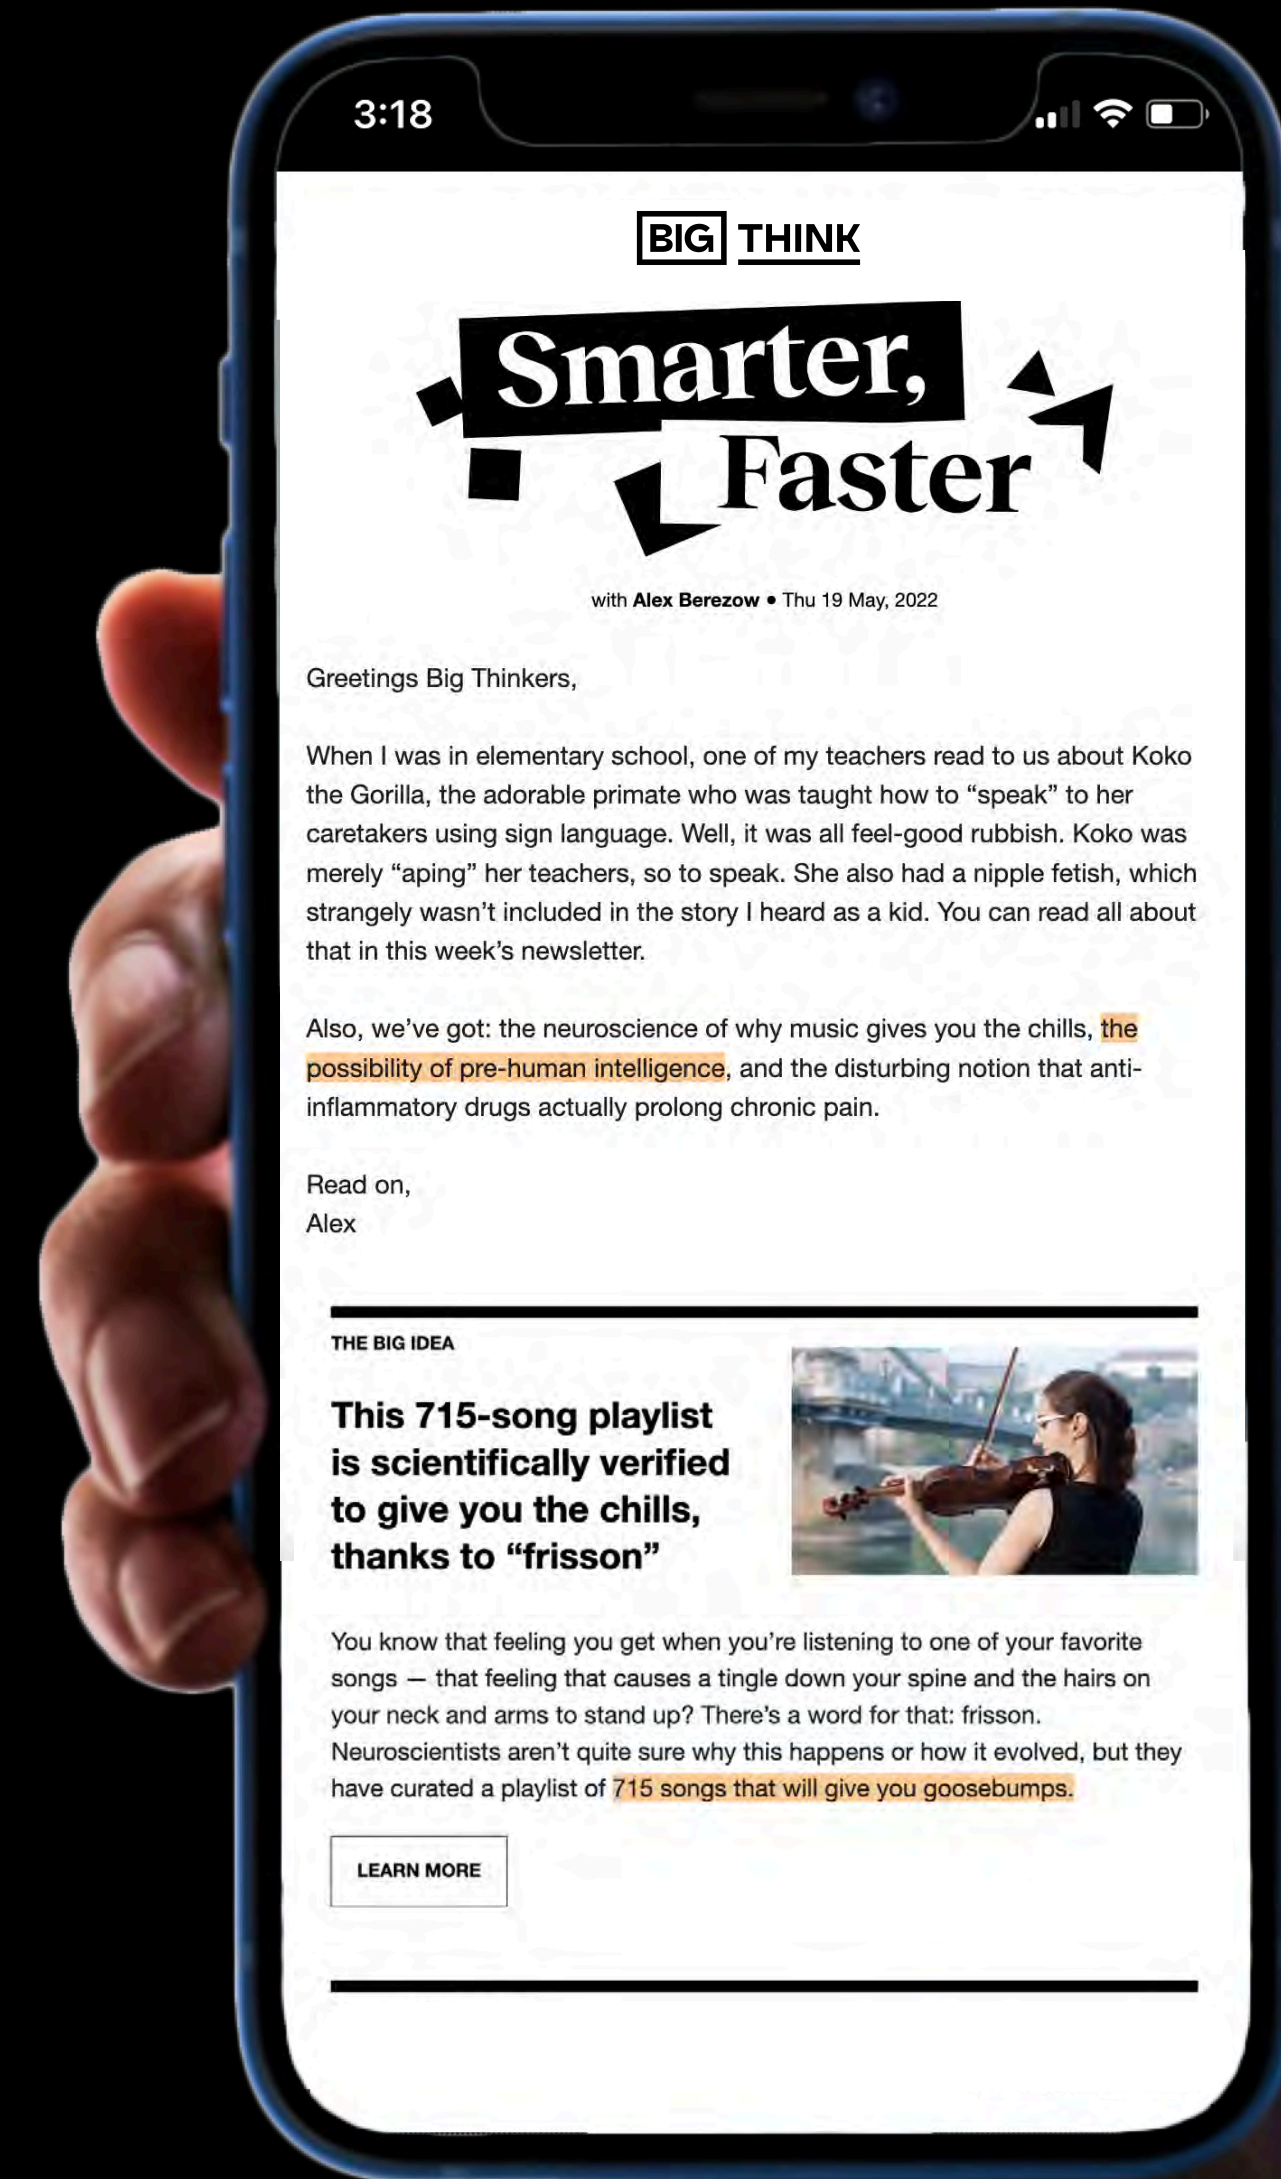 3:18
BIG THINK
Smarter,
Faster
with Alex Berezow • Thu 19 May, 2022
Greetings Big Thinkers,
When I was in elementary school, one of my teachers read to us about Koko
the Gorilla, the adorable primate who was taught how to “speak” to her
caretakers using sign language. Well, it was all feel-good rubbish. Koko was
merely “aping” her teachers, so to speak. She also had a nipple fetish, which
strangely wasn’t included in the story I heard as a kid. You can read all about
that in this week’s newsletter.
Also, we’ve got: the neuroscience of why music gives you the chills, the
possibility of pre-human intelligence, and the disturbing notion that anti-
inflammatory drugs actually prolong chronic pain.
Read on,
Alex
THE BIG IDEA
This 715-song playlist
is scientifically verified
to give you the chills,
thanks to “frisson”
You know that feeling you get when you’re listening to one of your favorite
songs — that feeling that causes a tingle down your spine and the hairs on
your neck and arms to stand up? There’s a word for that: frisson.
Neuroscientists aren’t quite sure why this happens or how it evolved, but they
have curated a playlist of 715 songs that will give you goosebumps.
LEARN MORE